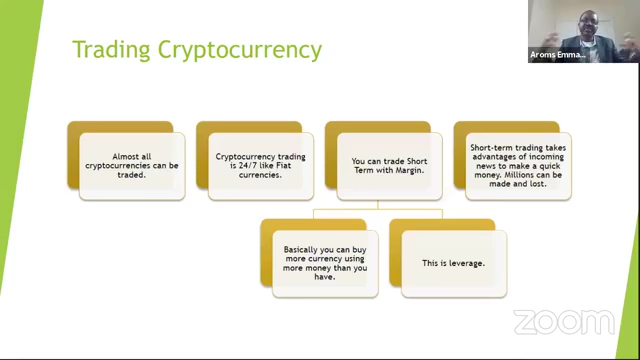 Trading Cryptocurrency
Aroms Emma...
Almost all
cryptocurrencies can be
traded.
Cryptocurrency trading
is 24/7 like Fiat
currencies.
You can trade Short
Term with Margin.
Short-term trading takes
advantages of incoming
news to make a quick
money. Millions can be
made and lost.
Basically you can buy
more currency using
more money than you
have.
This is leverage.
zoom